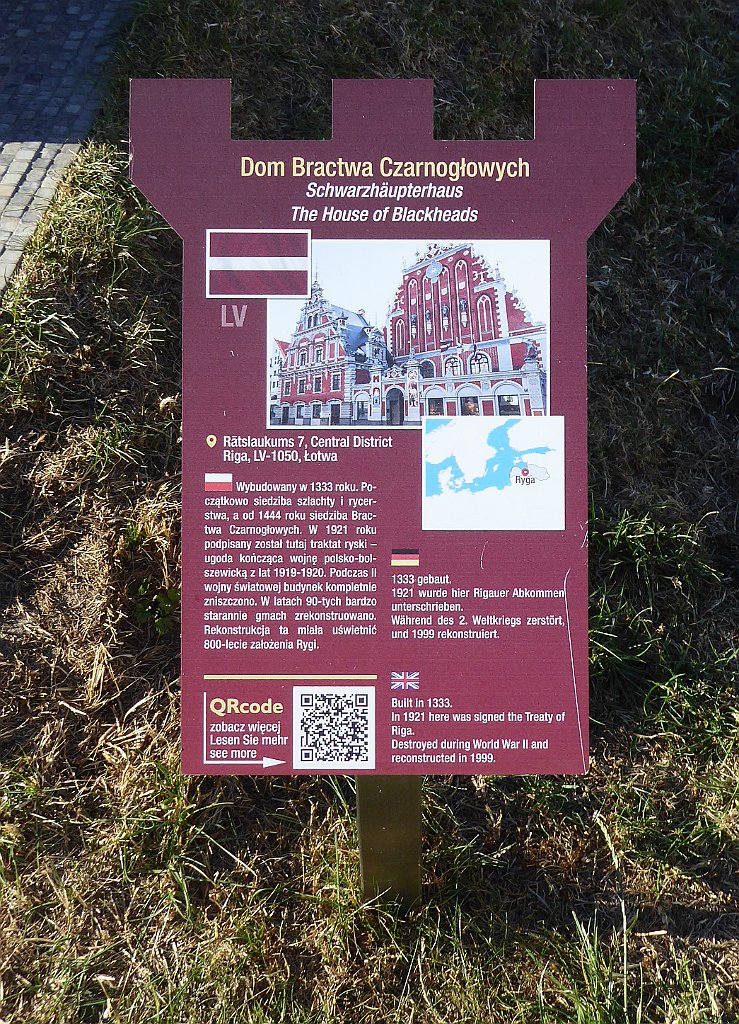 Dom Bractwa Czarnogłowych
Schwarzhäupterhaus
The House of Blackheads
LV
Rātslaukums 7, Central District
Riga, LV-1050, Łotwa
Ryga
Wybudowany w 1333 roku. Po-
czątkowo siedziba szlachty i rycer-
stwa, a od 1444 roku siedziba Brac-
twa Czarnogłowych. W 1921 roku
podpisany został tutaj traktat ryski –
ugoda kończąca wojnę polsko-bol-
szewicką z lat 1919-1920. Podczas II
wojny światowej budynek kompletnie
zniszczono. W latach 90-tych bardzo
starannie gmach zrekonstruowano.
Rekonstrukcja ta miała uświetnić
800-lecie założenia Rygi.
1333 gebaut.
1921 wurde hier Rigauer Abkommen
unterschrieben.
Während des 2. Weltkriegs zerstört,
und 1999 rekonstruiert.
QRcode
zobacz więcej
Lesen Sie mehr
see more
Built in 1333.
In 1921 here was signed the Treaty of
Riga.
Destroyed during World War II and
reconstructed in 1999.